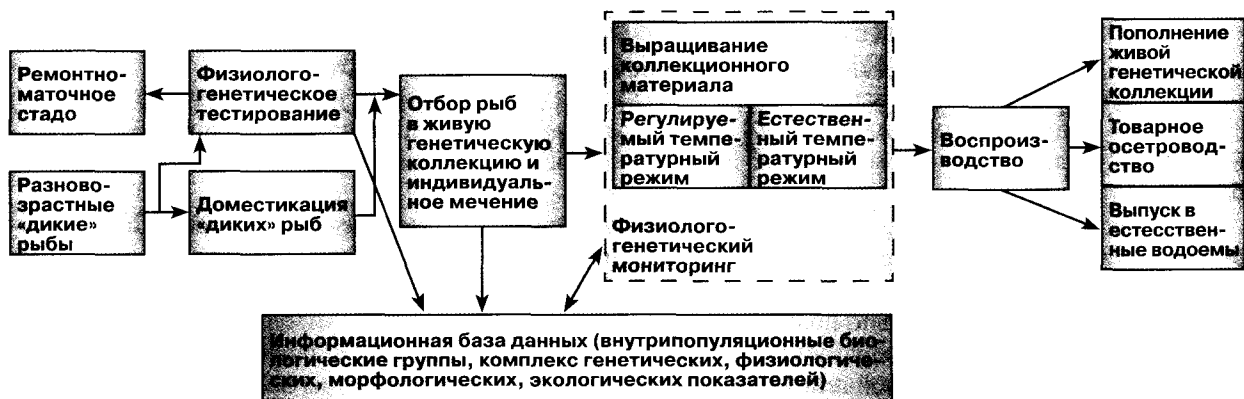 Ремонтно-
маточное
стадо
Физиолого-
генетическое
тестирование
Разново-
зрастные
«дикие»
рыбы
Доместикация
«диких» рыб
Отбор рыб
в живую
генетическую
коллекцию и
индивидуаль-
ное мечение
Выращивание
коллекционного
материала
Регулируе-
мый темпе-
ратурный
режим
Естествен-
ный темпе-
ратурный
режим
Физиолого-
генетический
мониторинг
Воспроиз-
водство
Пополнение
живой
генетической
коллекции
Товарное
осетровод-
ство
Выпуск в
естесствен-
ные водоемы
Информационная база данных (внутрипопуляционные био-
логические группы, комплекс генетических, физиологиче-
ских, морфологических, экологических показателей)